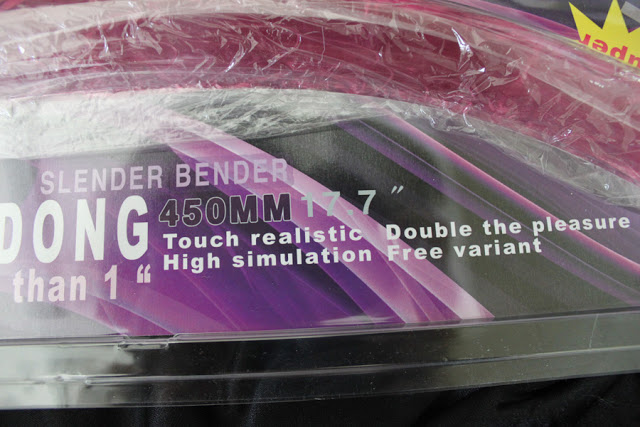 SLENDER BENDER
DONG 450MM 17.7"
Touch realistic Double the pleasure
than 1 “ High simulation Free variant